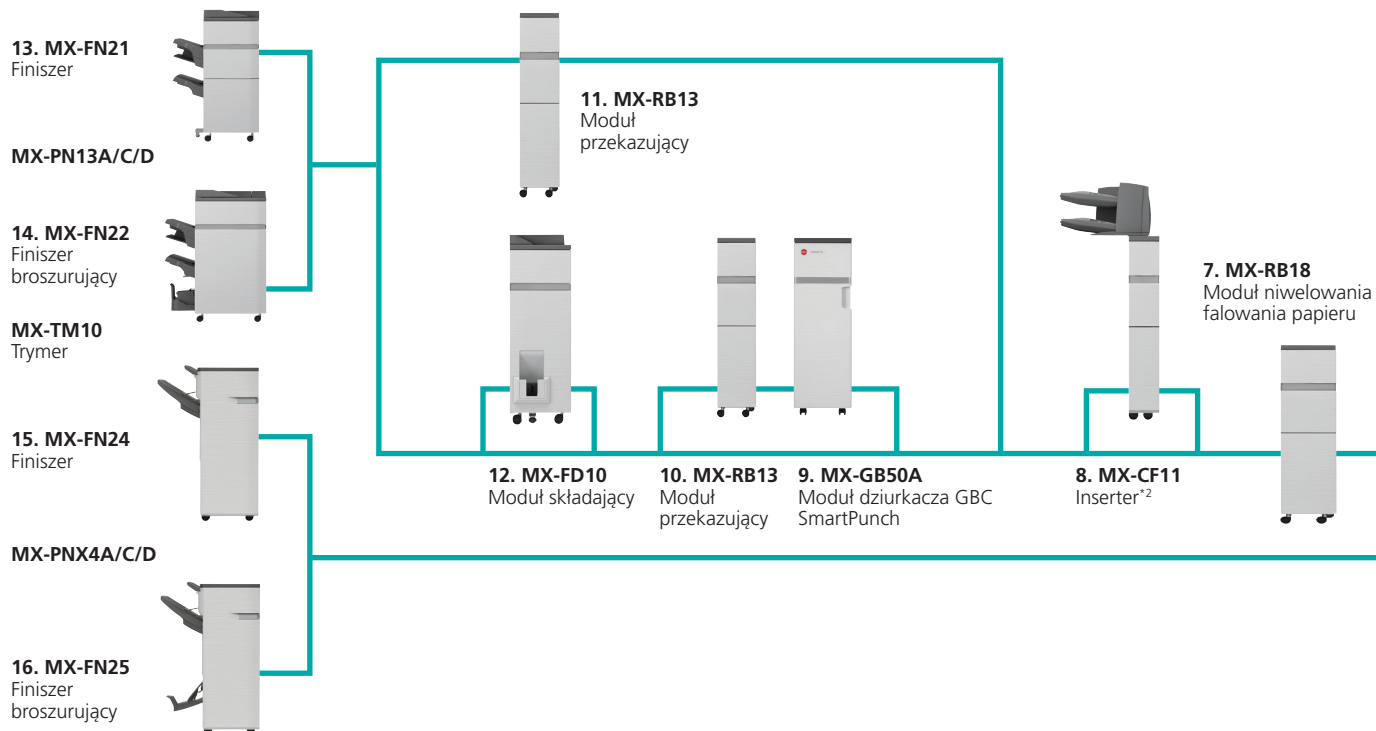 13. MX-FN21
Finiszer
MX-PN13A/C/D
14. MX-FN22
Finiszer
broszurujący
MX-TM10
Trymer
15. MX-FN24
Finiszer
MX-PNX4A/C/D
16. MX-FN25
Finiszer
broszurujący
11. MX-RB13
Moduł
przekazujący
12. MX-FD10
Moduł składający
10. MX-RB13
Moduł
przekazujący
9. MX-GB50A
Moduł dziurkacza GBC
SmartPunch
8. MX-CF11
Inserter*2
7. MX-RB18
Moduł niwelowania
falowania papieru